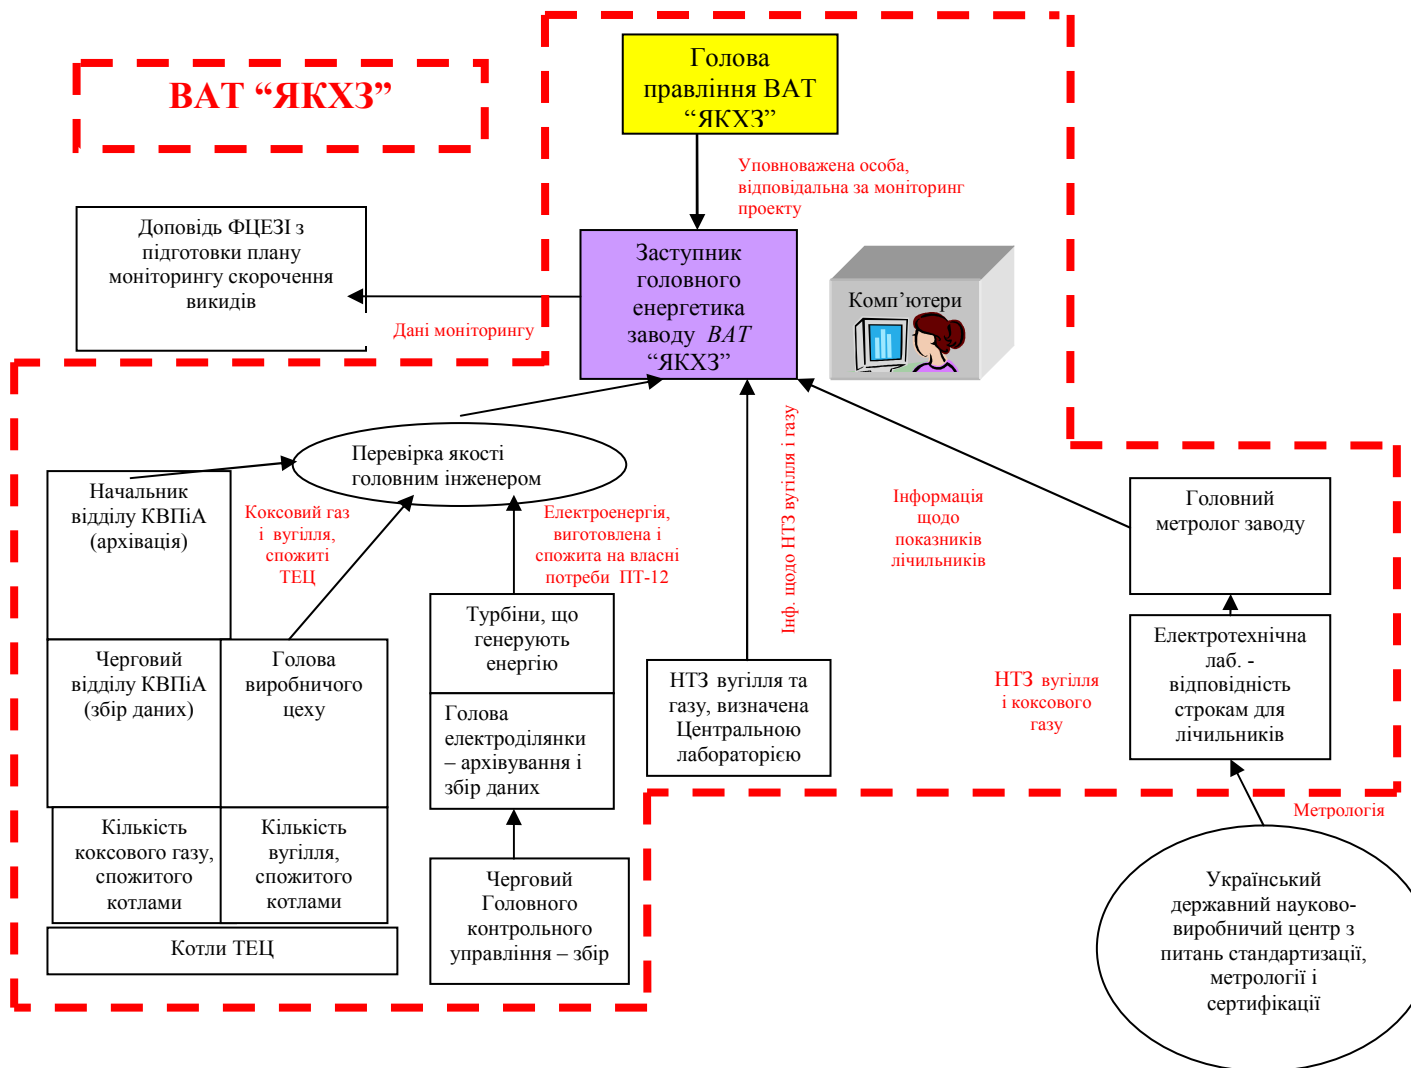 ВАТ “ЯКХЗ”
Голова
правління ВАТ
“ЯКХЗ”
Уповноважена особа,
відповідальна за моніторинг
проекту
Доповідь ФЦЕЗІ з
підготовки плану
моніторингу скорочення
викидів
Заступник
головного
енергетика
заводу ВАТ
“ЯКХЗ”
Комп’ютери
Дані моніторингу
Перевірка якості
головним інженером
Начальник
відділу КВПіА
(архівація)
Коксовий газ
і вугілля,
спожиті
ТЕЦ
Електроенергія,
виготовлена і
спожита на власні
потреби ПТ-12
Інф. щодо НТЗ вугілля і газу
Інформація
щодо
показників
лічильників
Головний
метролог заводу
Черговий
відділу КВПіА
(збір даних)
Голова
виробничого
цеху
Турбіни, що
генерують
енергію
Голова
електроділянки
– архівування і
збір даних
НТЗ вугілля та
газу, визначена
Центральною
лабораторією
НТЗ вугілля
і коксового
газу
Електротехнічна
лаб. -
відповідність
строкам для
лічильників
Метрологія
Кількість
коксового газу,
спожитого
котлами
Кількість
вугілля,
спожитого
котлами
Черговий
Головного
контрольного
управління – збір
Котли ТЕЦ
Український
державний науково-
виробничий центр з
питань стандартизації,
метрології і
сертифікації